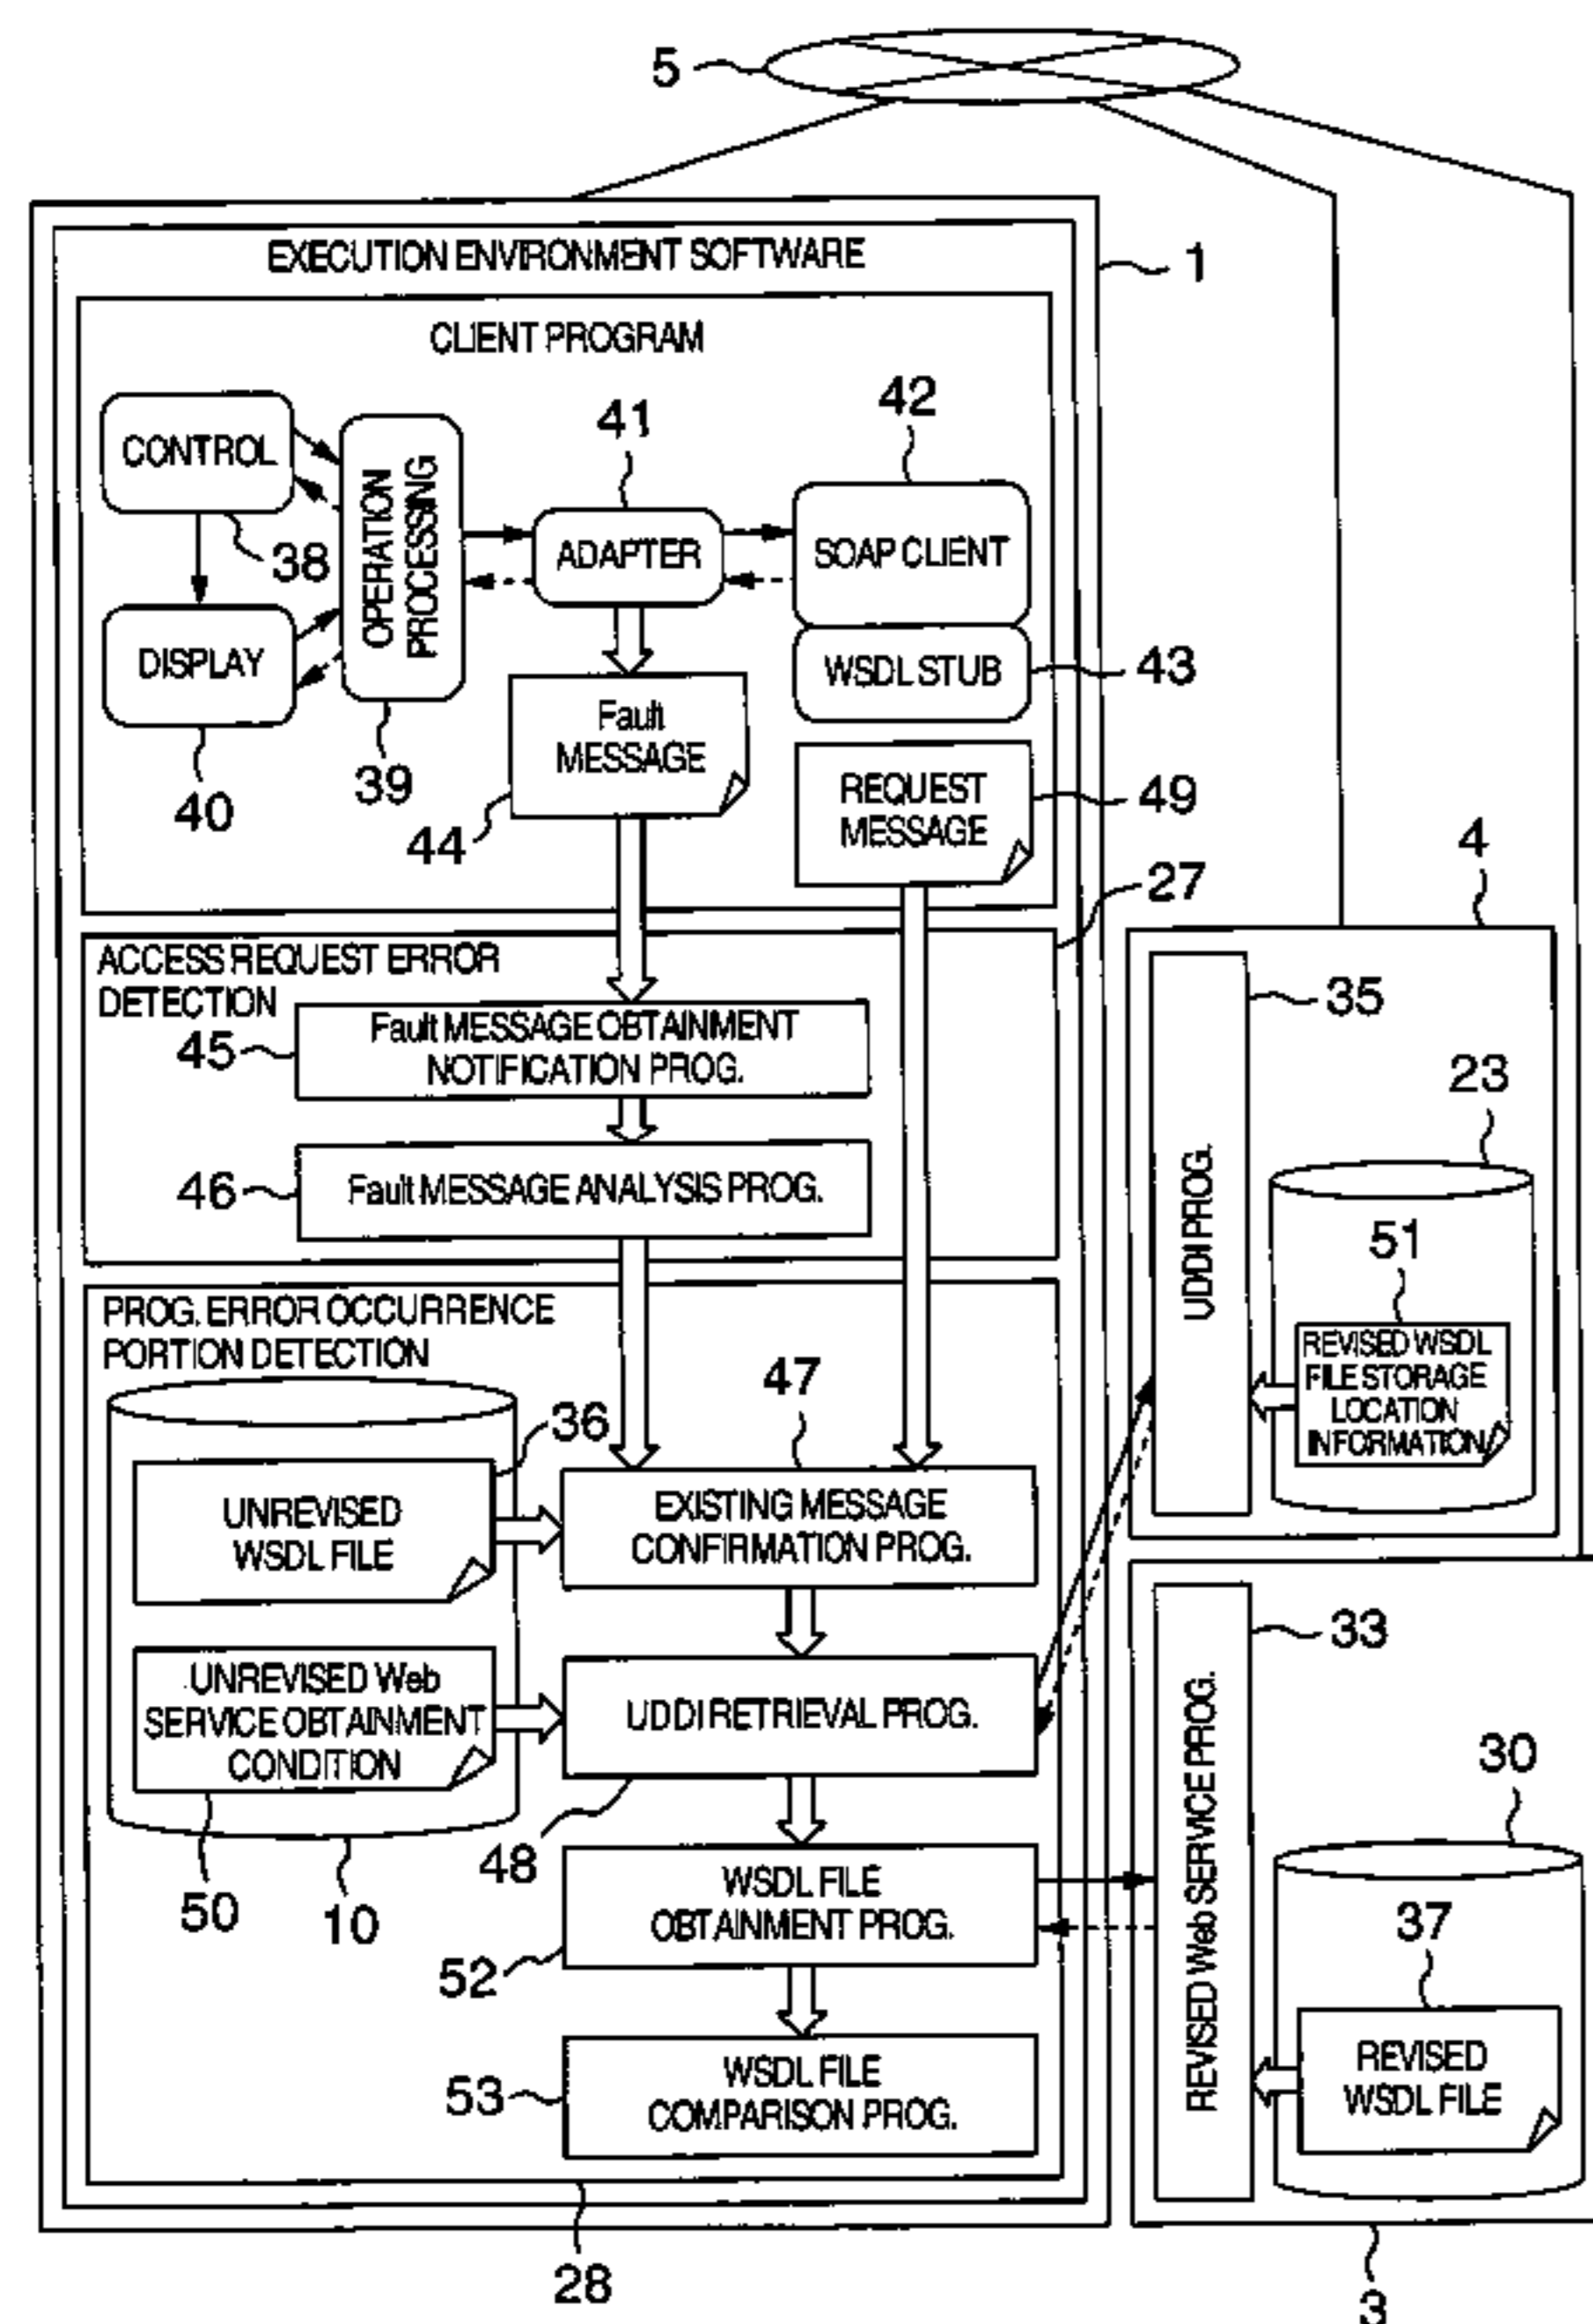 5
EXECUTION ENVIRONMENT SOFTWARE
1
CLIENT PROGRAM
42
41
CONTROL
OPERATION
PROCESSING
ADAPTER
SOAP CLIENT
38
DISPLAY
WSDL STUB
43
Fault
MESSAGE
39
40
REQUEST
MESSAGE
49
44
27
4
ACCESS REQUEST ERROR
DETECTION
35
45
Fault MESSAGE OBTAINMENT
NOTIFICATION PROG.
23
46
Fault MESSAGE ANALYSIS PROG.
UDDI PROG.
51
REVISED WSDL
FILE STORAGE
LOCATION
INFORMATION
PROG. ERROR OCCURRENCE
PORTION DETECTION
47
36
UNREVISED
WSDL FILE
EXISTING MESSAGE
CONFIRMATION PROG.
33
UNREVISED Web
SERVICE OBTAINMENT
CONDITION
UDDI RETRIEVAL PROG.
REVISED Web SERVICE PROG.
30
48
50
10
WSDL FILE
OBTAINMENT PROG.
52
37
REVISED
WSDL FILE
53
WSDL FILE
COMPARISON PROG.
28
3